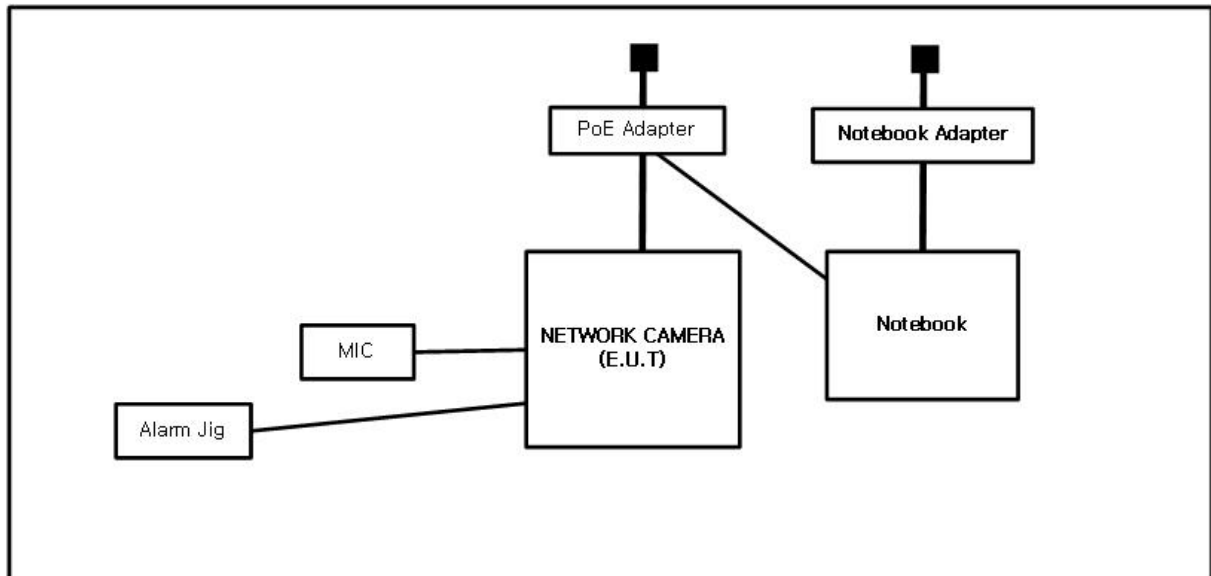 PoE Adapter
Notebook Adapter
NETWORK CAMERA
(E.U.T)
Notebook
MIC
Alarm Jig